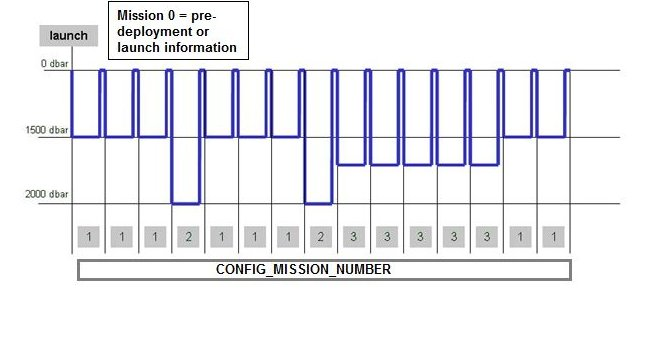 Mission 0 = pre-
deployment or
launch information
launch
0 dbar
1500 dbar
2000 dbar
1 1 1 2 1 1 1 2 3 3 3 3 3 1 1
CONFIG_MISSION_NUMBER